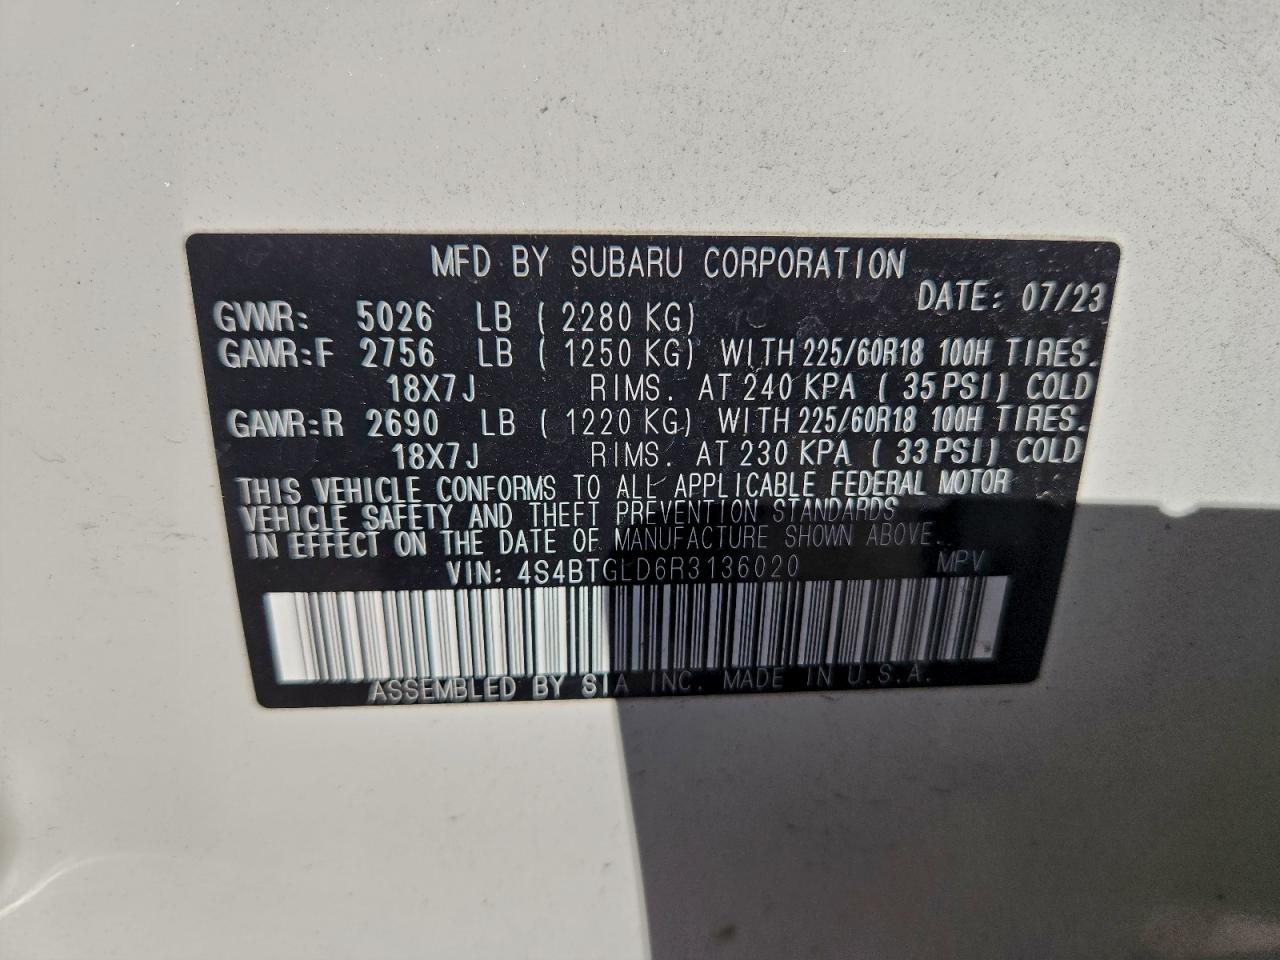 MFD BY SUBARU CORPORATION
DATE: 07/23
GVWR: 5026 LB ( 2280 KG)
GAWR:F 2756 LB ( 1250 KG) WITH 225/60R18 100H TIRES.
18X7J RIMS. AT 240 KPA ( 35 PSI) COLD
GAWR:R 2690 LB ( 1220 KG) WITH 225/60R18 100H TIRES.
18X7J RIMS. AT 230 KPA ( 33 PSI) COLD
THIS VEHICLE CONFORMS TO ALL APPLICABLE FEDERAL MOTOR
VEHICLE SAFETY AND THEFT PREVENTION STANDARDS
IN EFFECT ON THE DATE OF MANUFACTURE SHOWN ABOVE.
VIN: 4S4BTGLD6R3136020 MPV
ASSEMBLED BY SIA INC. MADE IN U.S.A.